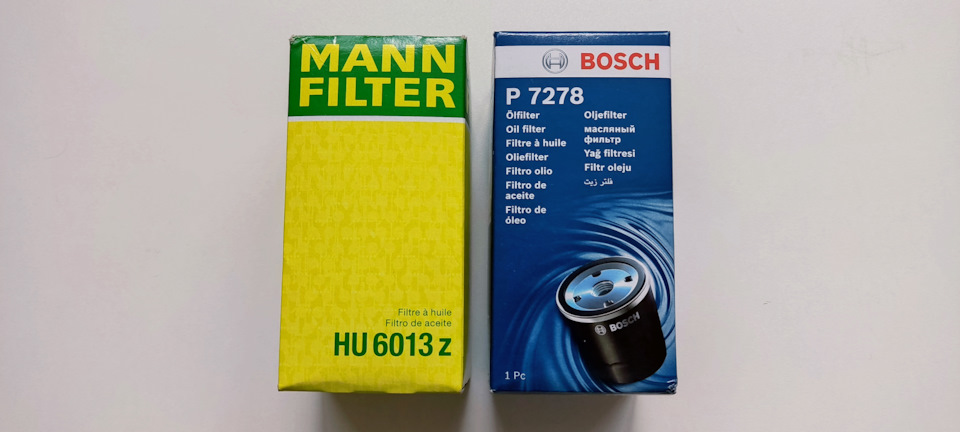 MANN
FILTER
Filtre à huile
Filtro de aceite
HU 6013 z
BOSCH
P 7278
Ölfilter
Oil filter
Filtre à huile
Oliefilter
Filtro olio
Filtro de
aceite
Filtro de
óleo
Oljefilter
масляный
фильтр
Yağ filtresi
Filtr oleju
فلتر زيت
BOSCH
1 Pc